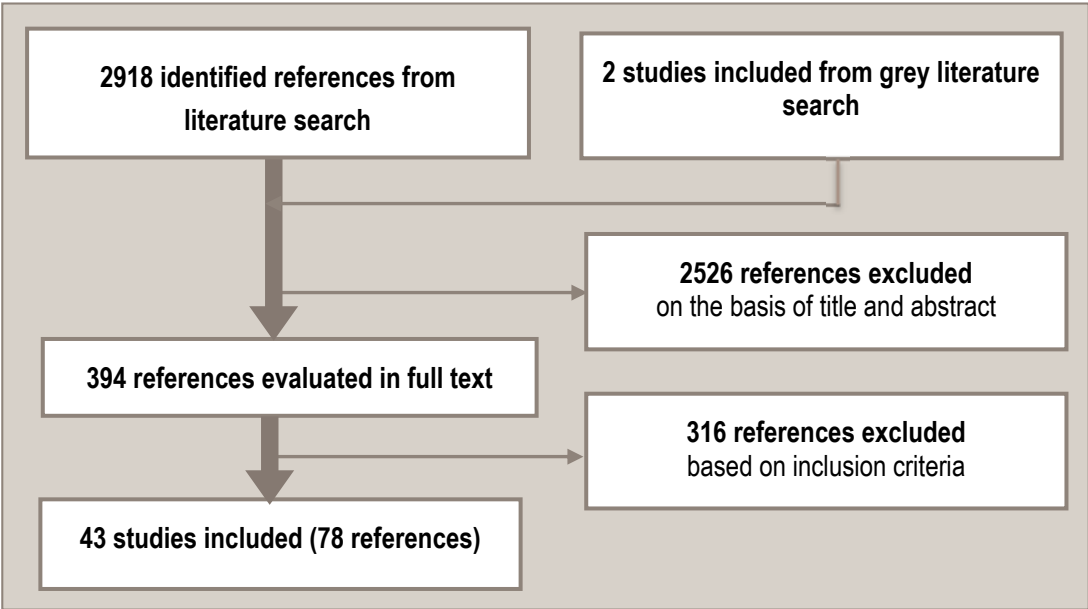 2918 identified references from
literature search
2 studies included from grey literature
search
2526 references excluded
on the basis of title and abstract
394 references evaluated in full text
316 references excluded
based on inclusion criteria
43 studies included (78 references)